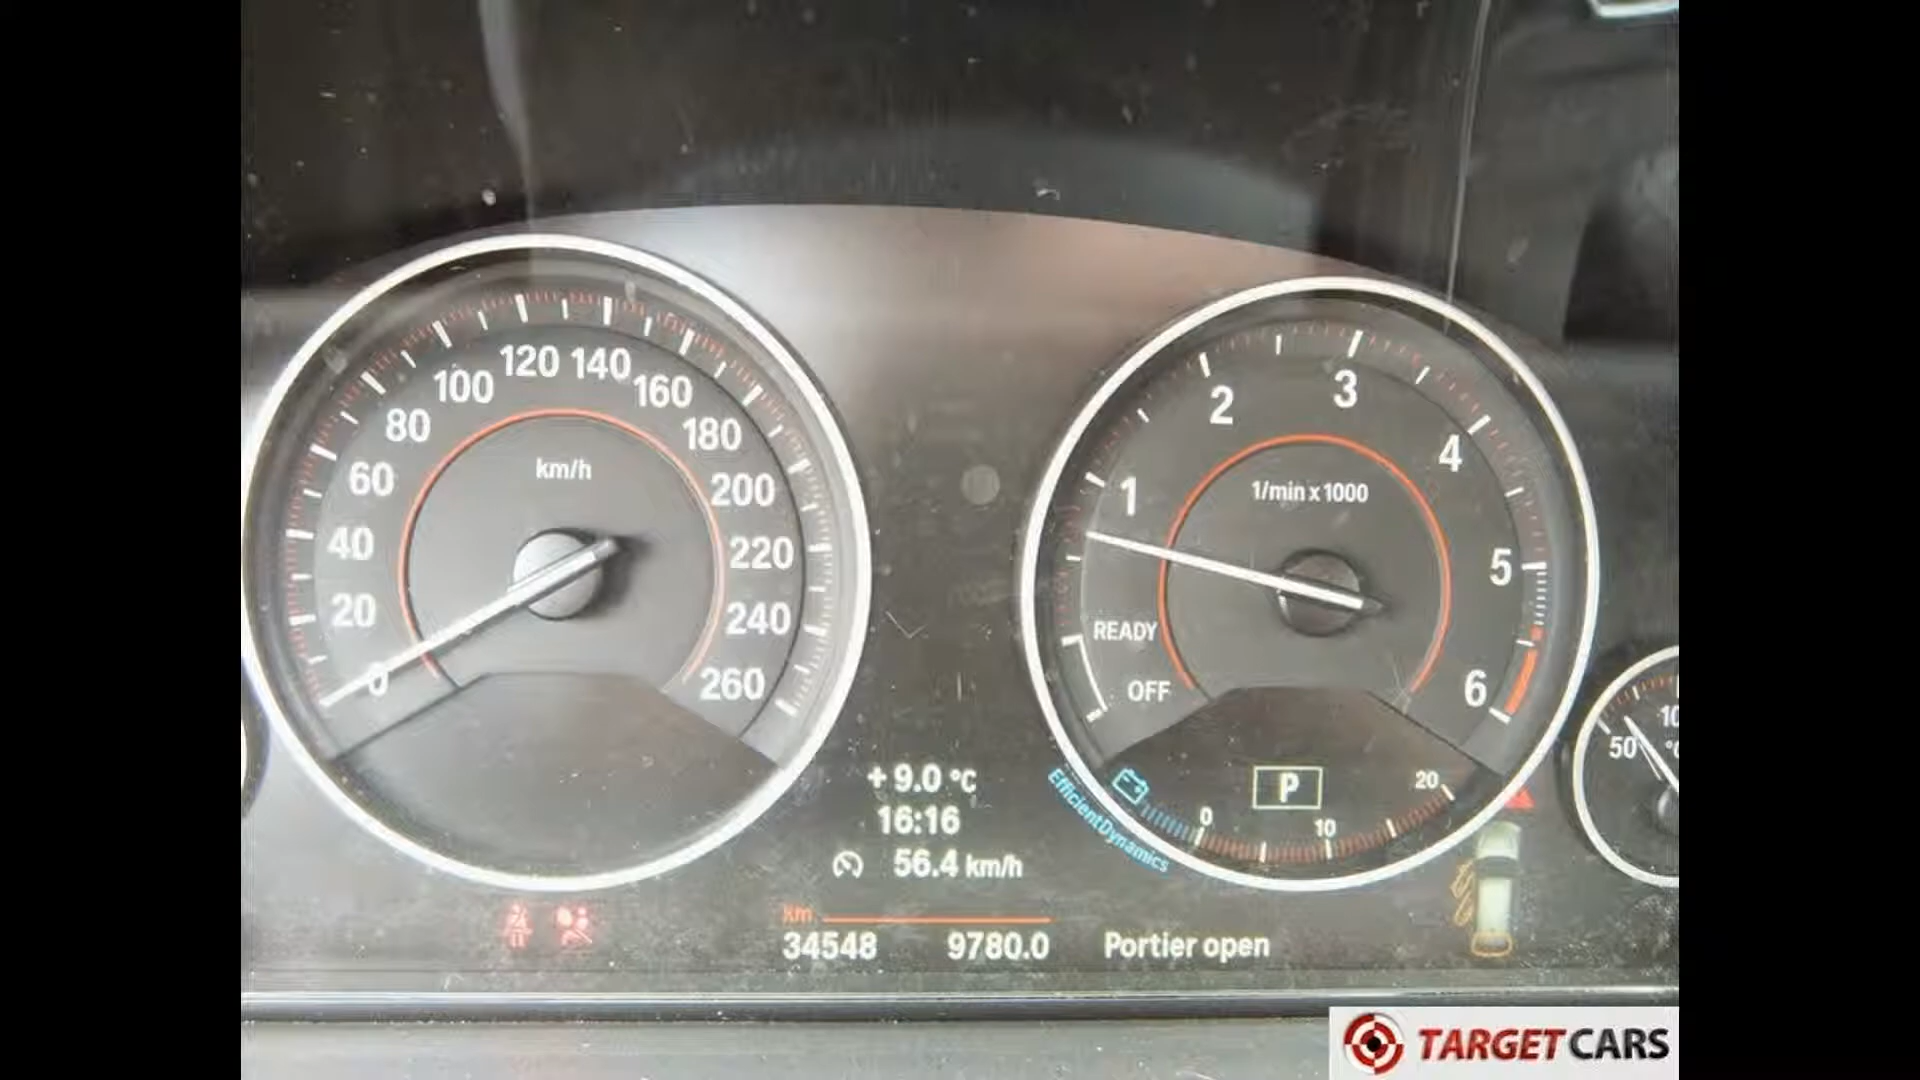 120 140
100 160
80 180
60 200
40 220
20 240
0 260
km/h
1 2 3 4 5 6
1/min x 1000
READY
OFF
P
0 10 20
EfficientDynamics
50
°C
+ 9.0 °C
16:16
56.4 km/h
Km
34548 9780.0 Portier open
TARGETCARS